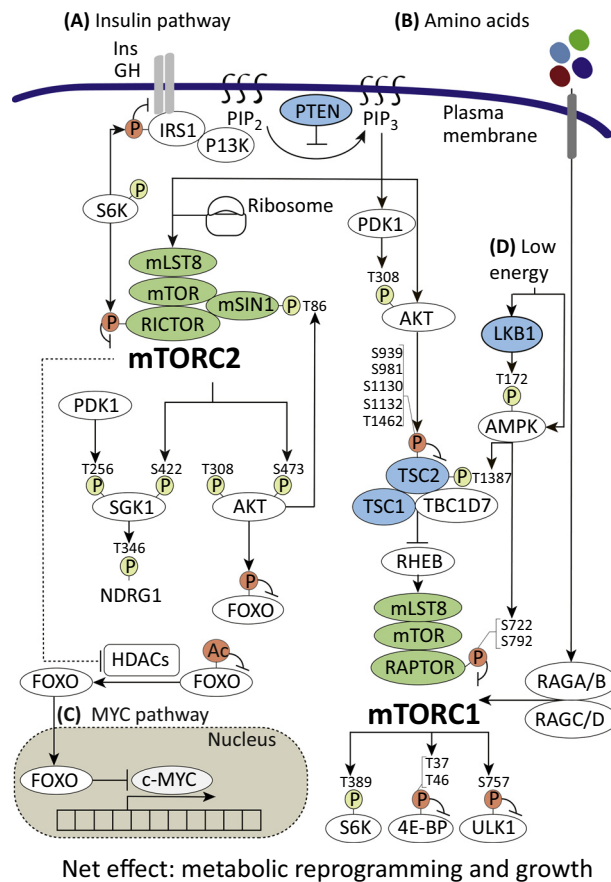 (A) Insulin pathway
(B) Amino acids
Ins
GH
PTEN
PIP2
PIP3
Plasma
membrane
P
IRS1
P13K
P
S6K
Ribosome
PDK1
(D) Low
energy
mLST8
mTOR
mSIN1
P
T86
T308
P
P
RICTOR
AKT
LKB1
mTORC2
S939
S981
S1130
S1132
T1462
T172
P
AMPK
PDK1
P
TSC2
P
T1387
T256
S422
T308
S473
P
P
P
P
TSC1
TBC1D7
SGK1
AKT
T346
P
RHEB
NDRG1
P
FOXO
mLST8
mTOR
S722
S792
RAPTOR
P
HDACs
Ac
FOXO
FOXO
RAGA/B
RAGC/D
mTORC1
(C) MYC pathway
Nucleus
FOXO
c-MYC
T37
T46
T389
S757
P
P
P
S6K
4E-BP
ULK1
Net effect: metabolic reprogramming and growth